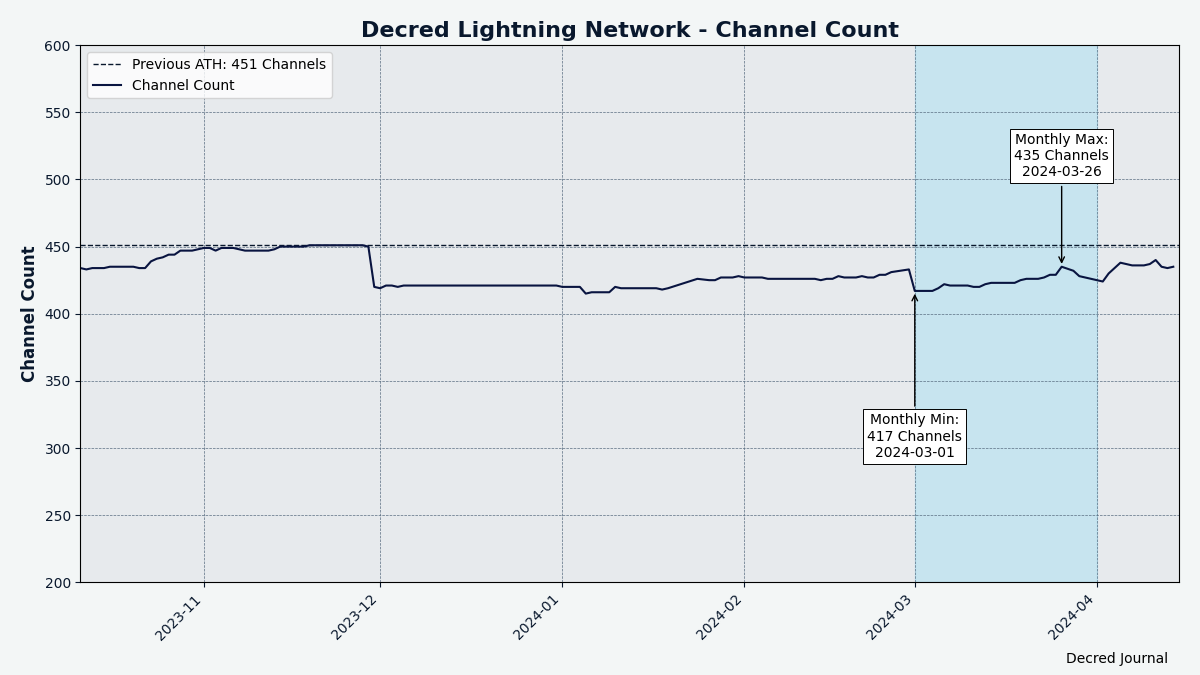 Decred Lightning Network - Channel Count
Previous ATH: 451 Channels
Channel Count
Channel Count
600
550
500
450
400
350
300
250
200
Monthly Max:
435 Channels
2024-03-26
Monthly Min:
417 Channels
2024-03-01
2023-11
2023-12
2024-01
2024-02
2024-03
2024-04
Decred Journal